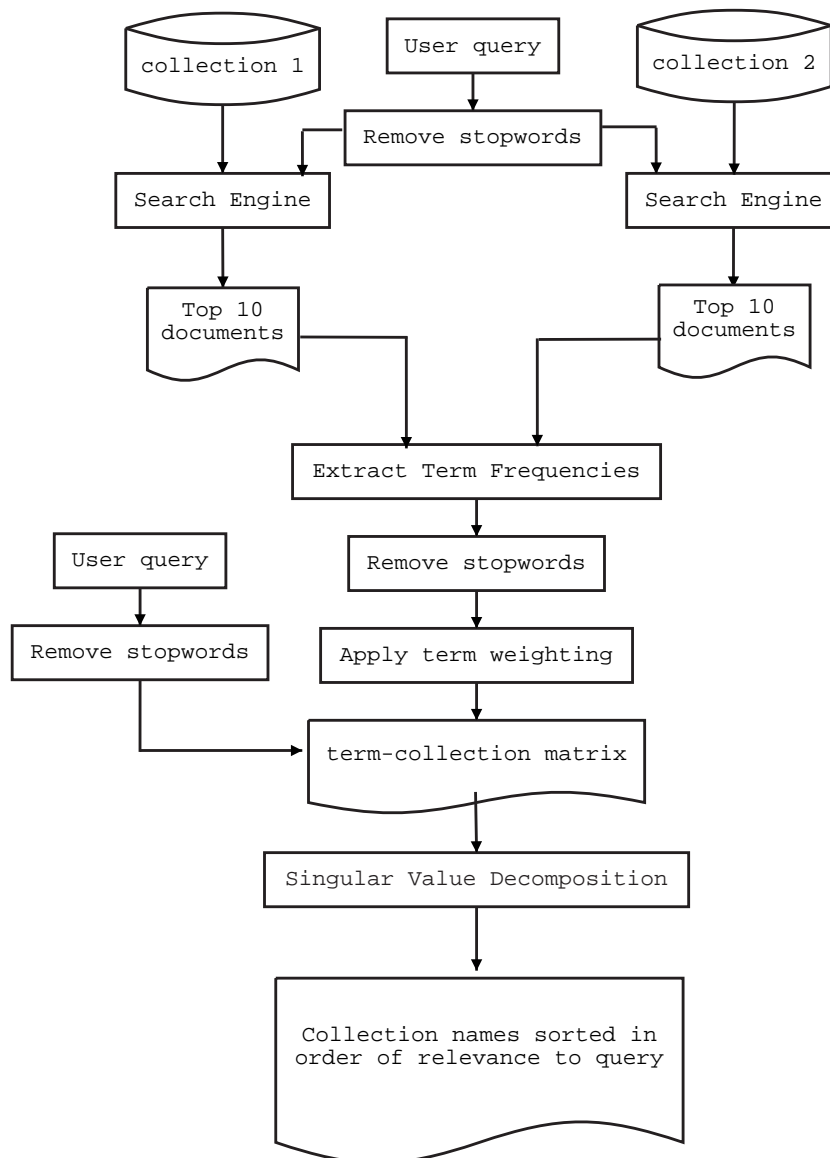 collection 1
User query
collection 2
Remove stopwords
Search Engine
Search Engine
Top 10
documents
Top 10
documents
Extract Term Frequencies
User query
Remove stopwords
Remove stopwords
Apply term weighting
term-collection matrix
Singular Value Decomposition
Collection names sorted in
order of relevance to query